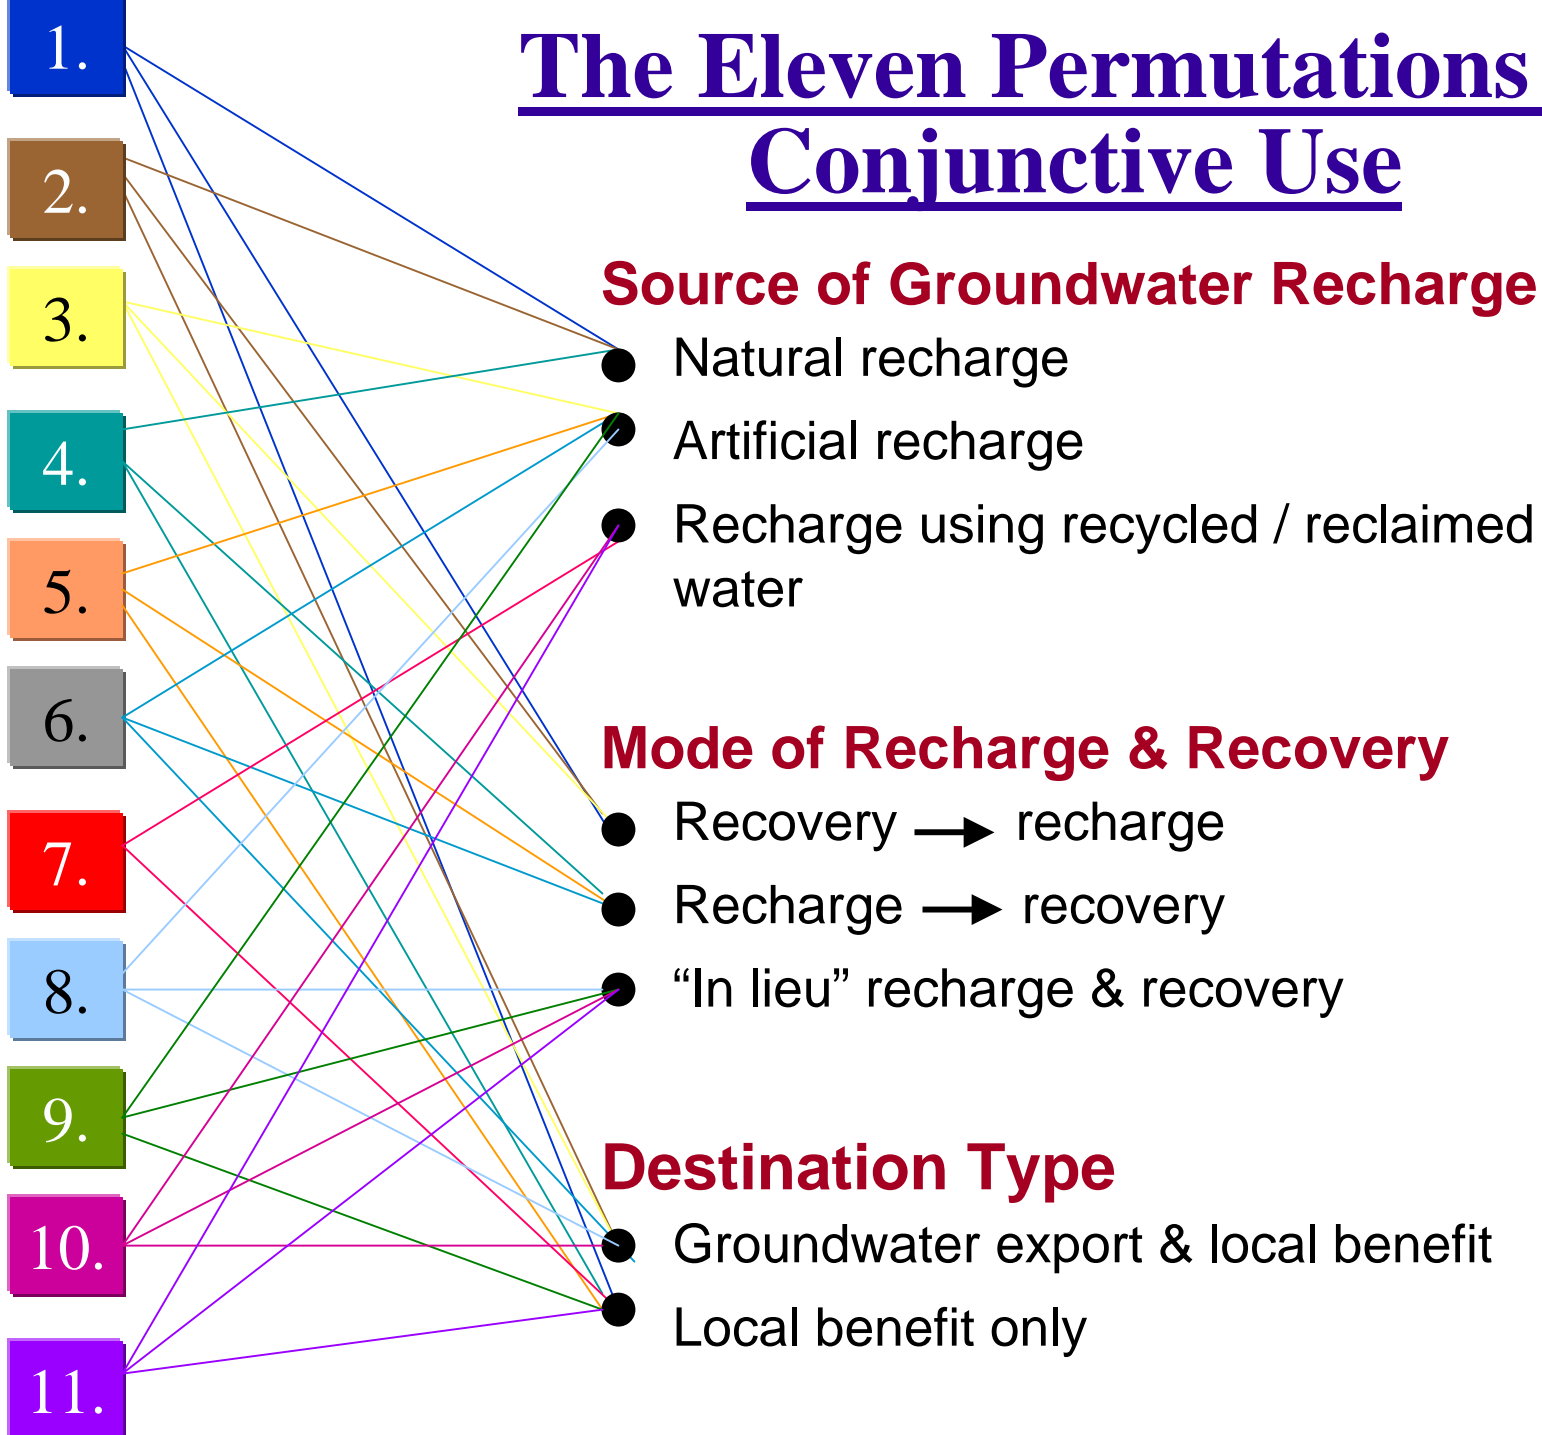 The Eleven Permutations
Conjunctive Use
1.
2.
3.
4.
5.
6.
7.
8.
9.
10.
11.
Source of Groundwater Recharge
Natural recharge
Artificial recharge
Recharge using recycled / reclaimed
water
Mode of Recharge & Recovery
Recovery → recharge
Recharge → recovery
“In lieu” recharge & recovery
Destination Type
Groundwater export & local benefit
Local benefit only